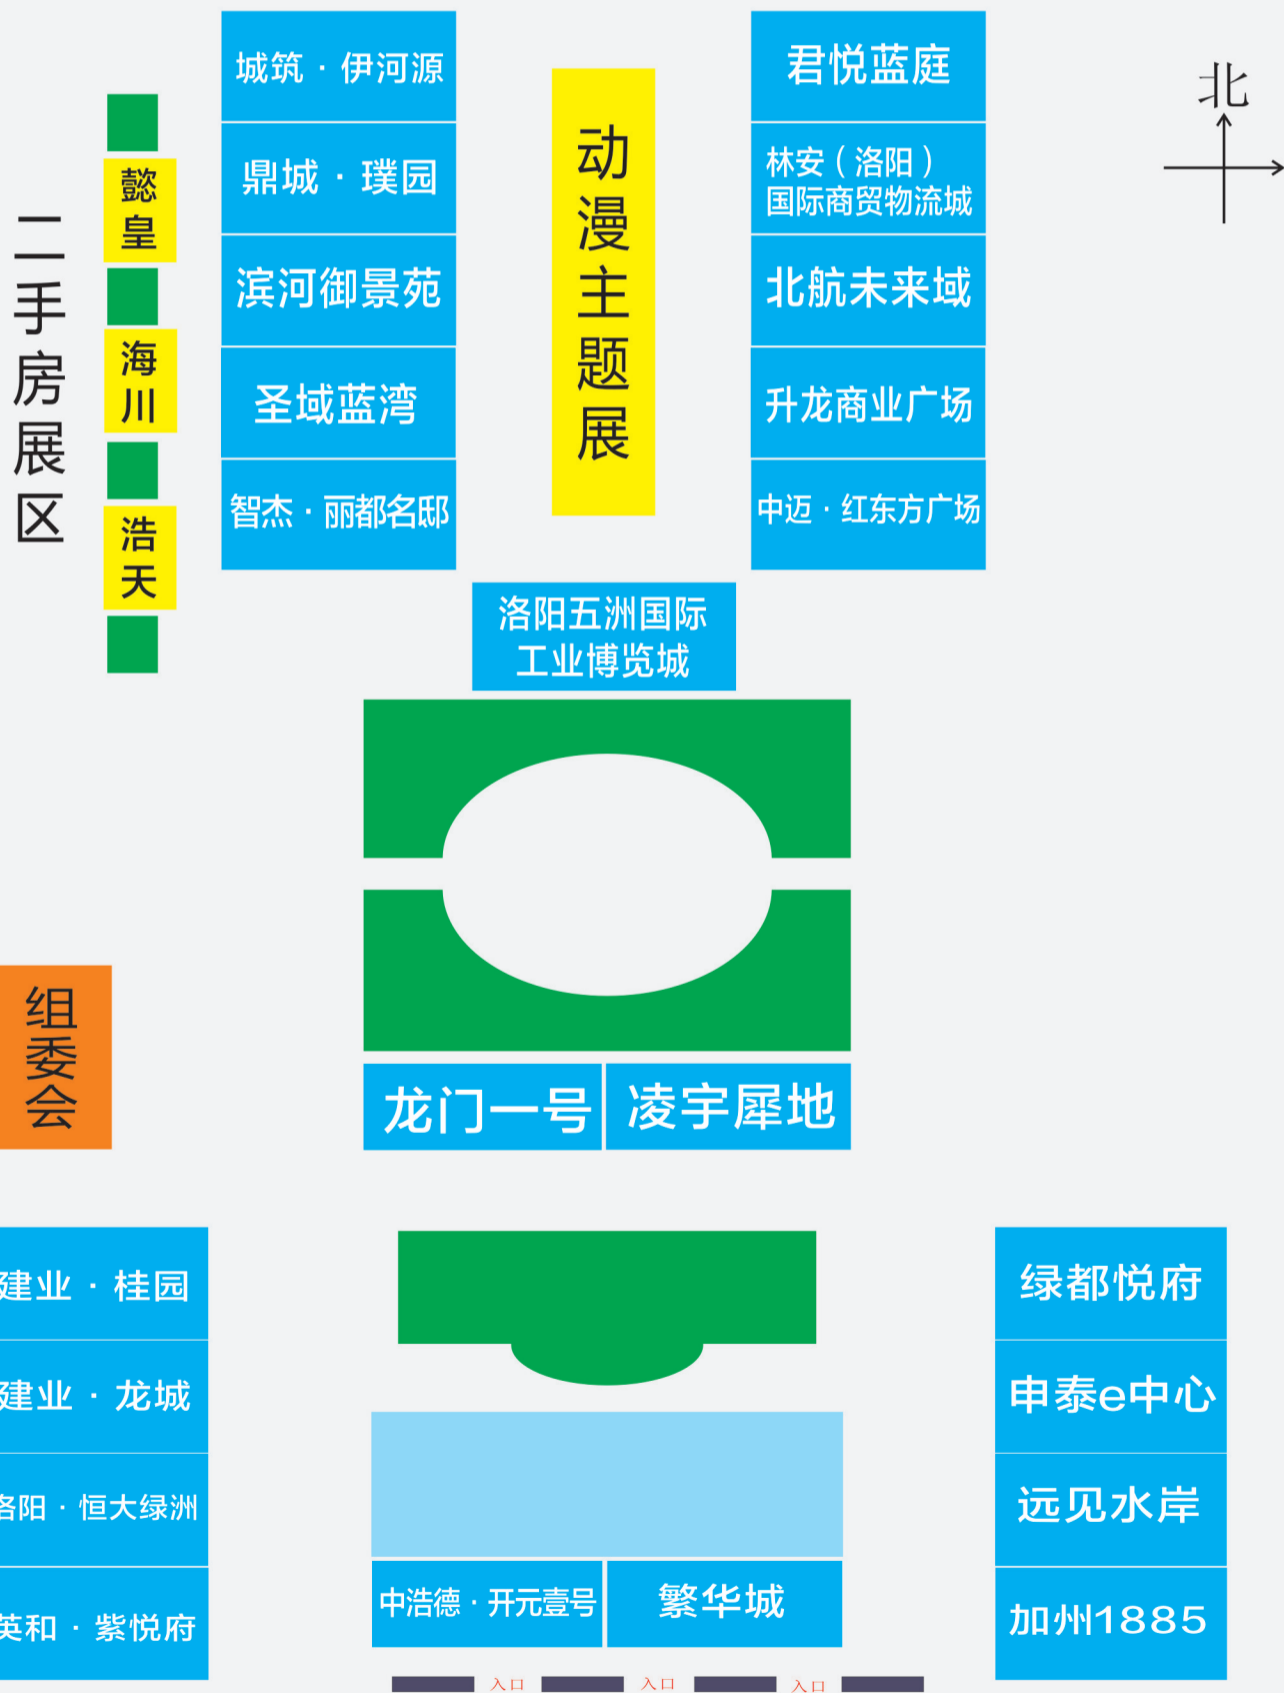 城筑·伊河源
鼎城·璞园
滨河御景苑
圣域蓝湾
智杰·丽都名邸
动漫主题展
君悦蓝庭
林安（洛阳）
国际商贸物流城
北航未来域
升龙商业广场
中迈·红东方广场
北
二手房展区
懿皇
海川
浩天
洛阳五洲国际
工业博览城
组委会
龙门一号
凌宇犀地
建业·桂园
建业·龙城
洛阳·恒大绿洲
英和·紫悦府
绿都悦府
申泰e中心
远见水岸
加州1885
中浩德·开元壹号
繁华城
入口
入口
入口